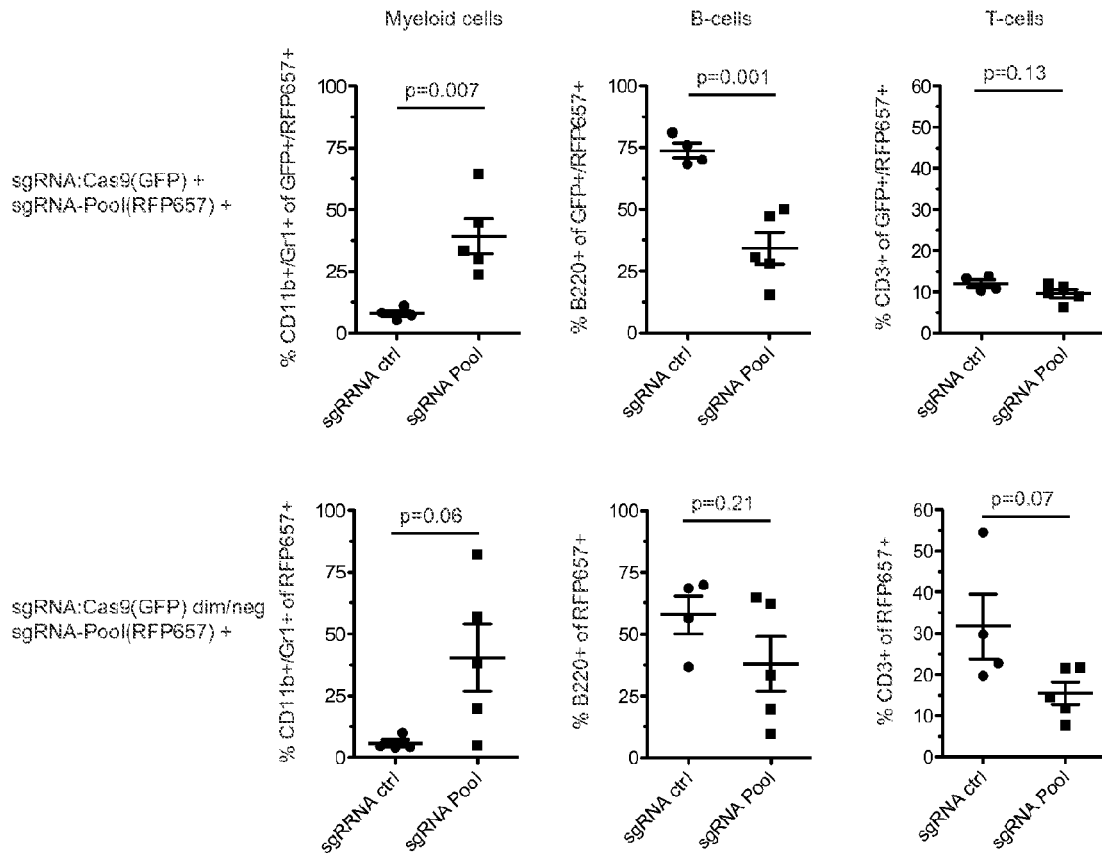 Myeloid cells
B-cells
T-cells
sgRNA:Cas9(GFP) +
sgRNA-Pool(RFP657) +
% CD11b+/Gr1+ of GFP+/RFP657+
100
75
50
25
0
p=0.007
sgRRNA ctrl
sgRNA Pool
% B220+ of GFP+/RFP657+
100
75
50
25
0
p=0.001
sgRNA ctrl
sgRNA Pool
% CD3+ of GFP+/RFP657+
60
50
40
30
20
10
0
p=0.13
sgRNA ctrl
sgRNA Pool
sgRNA:Cas9(GFP) dim/neg
sgRNA-Pool(RFP657) +
% CD11b+/Gr1+ of RFP657+
100
75
50
25
0
p=0.06
sgRRNA ctrl
sgRNA Pool
% B220+ of RFP657+
100
75
50
25
0
p=0.21
sgRNA ctrl
sgRNA Pool
% CD3+ of RFP657+
60
50
40
30
20
10
0
p=0.07
sgRNA ctrl
sgRNA Pool